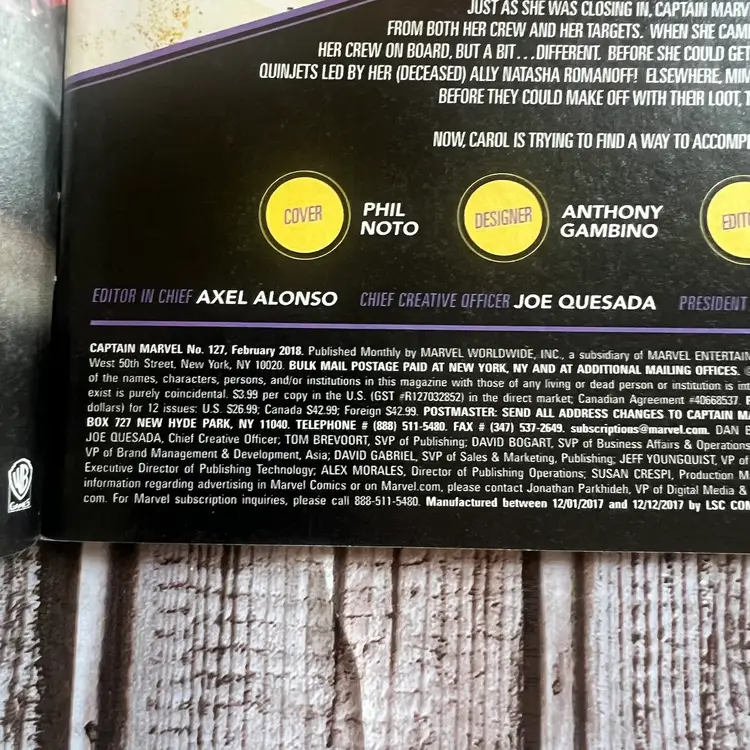 JUST AS SHE WAS CLOSING IN, CAPTAIN MARV
FROM BOTH HER CREW AND HER TARGETS. WHEN SHE CAM
HER CREW ON BOARD, BUT A BIT...DIFFERENT. BEFORE SHE COULD GET
QUINJETS LED BY HER (DECEASED) ALLY NATASHA ROMANOFF! ELSEWHERE, MIM
BEFORE THEY COULD MAKE OFF WITH THEIR LOOT, T
NOW, CAROL IS TRYING TO FIND A WAY TO ACCOMP
COVER
PHIL
NOTO
DESIGNER
ANTHONY
GAMBINO
EDIT
EDITOR IN CHIEF AXEL ALONSO CHIEF CREATIVE OFFICER JOE QUESADA PRESIDENT
CAPTAIN MARVEL No. 127, February 2018. Published Monthly by MARVEL WORLDWIDE, INC., a subsidiary of MARVEL ENTERTAIN
West 50th Street, New York, NY 10020. BULK MAIL POSTAGE PAID AT NEW YORK, NY AND AT ADDITIONAL MAILING OFFICES. ©
of the names, characters, persons, and/or institutions in this magazine with those of any living or dead person or institution is int
exist is purely coincidental. $3.99 per copy in the U.S. (GST #R127032852) in the direct market; Canadian Agreement #40668537. P
dollars) for 12 issues: U.S. $26.99; Canada $42.99; Foreign $42.99. POSTMASTER: SEND ALL ADDRESS CHANGES TO CAPTAIN MA
BOX 727 NEW HYDE PARK, NY 11040. TELEPHONE # (888) 511-5480. FAX # (347) 537-2649. subscriptions@marvel.com. DAN B
JOE QUESADA, Chief Creative Officer; TOM BREVOORT, SVP of Publishing; DAVID BOGART, SVP of Business Affairs & Operations
VP of Brand Management & Development, Asia; DAVID GABRIEL, SVP of Sales & Marketing, Publishing; JEFF YOUNGQUIST, VP of
Executive Director of Publishing Technology; ALEX MORALES, Director of Publishing Operations; SUSAN CRESPI, Production M
information regarding advertising in Marvel Comics or on Marvel.com, please contact Jonathan Parkhideh, VP of Digital Media &
com. For Marvel subscription inquiries, please call 888-511-5480. Manufactured between 12/01/2017 and 12/12/2017 by LSC COM
WB
GAMES